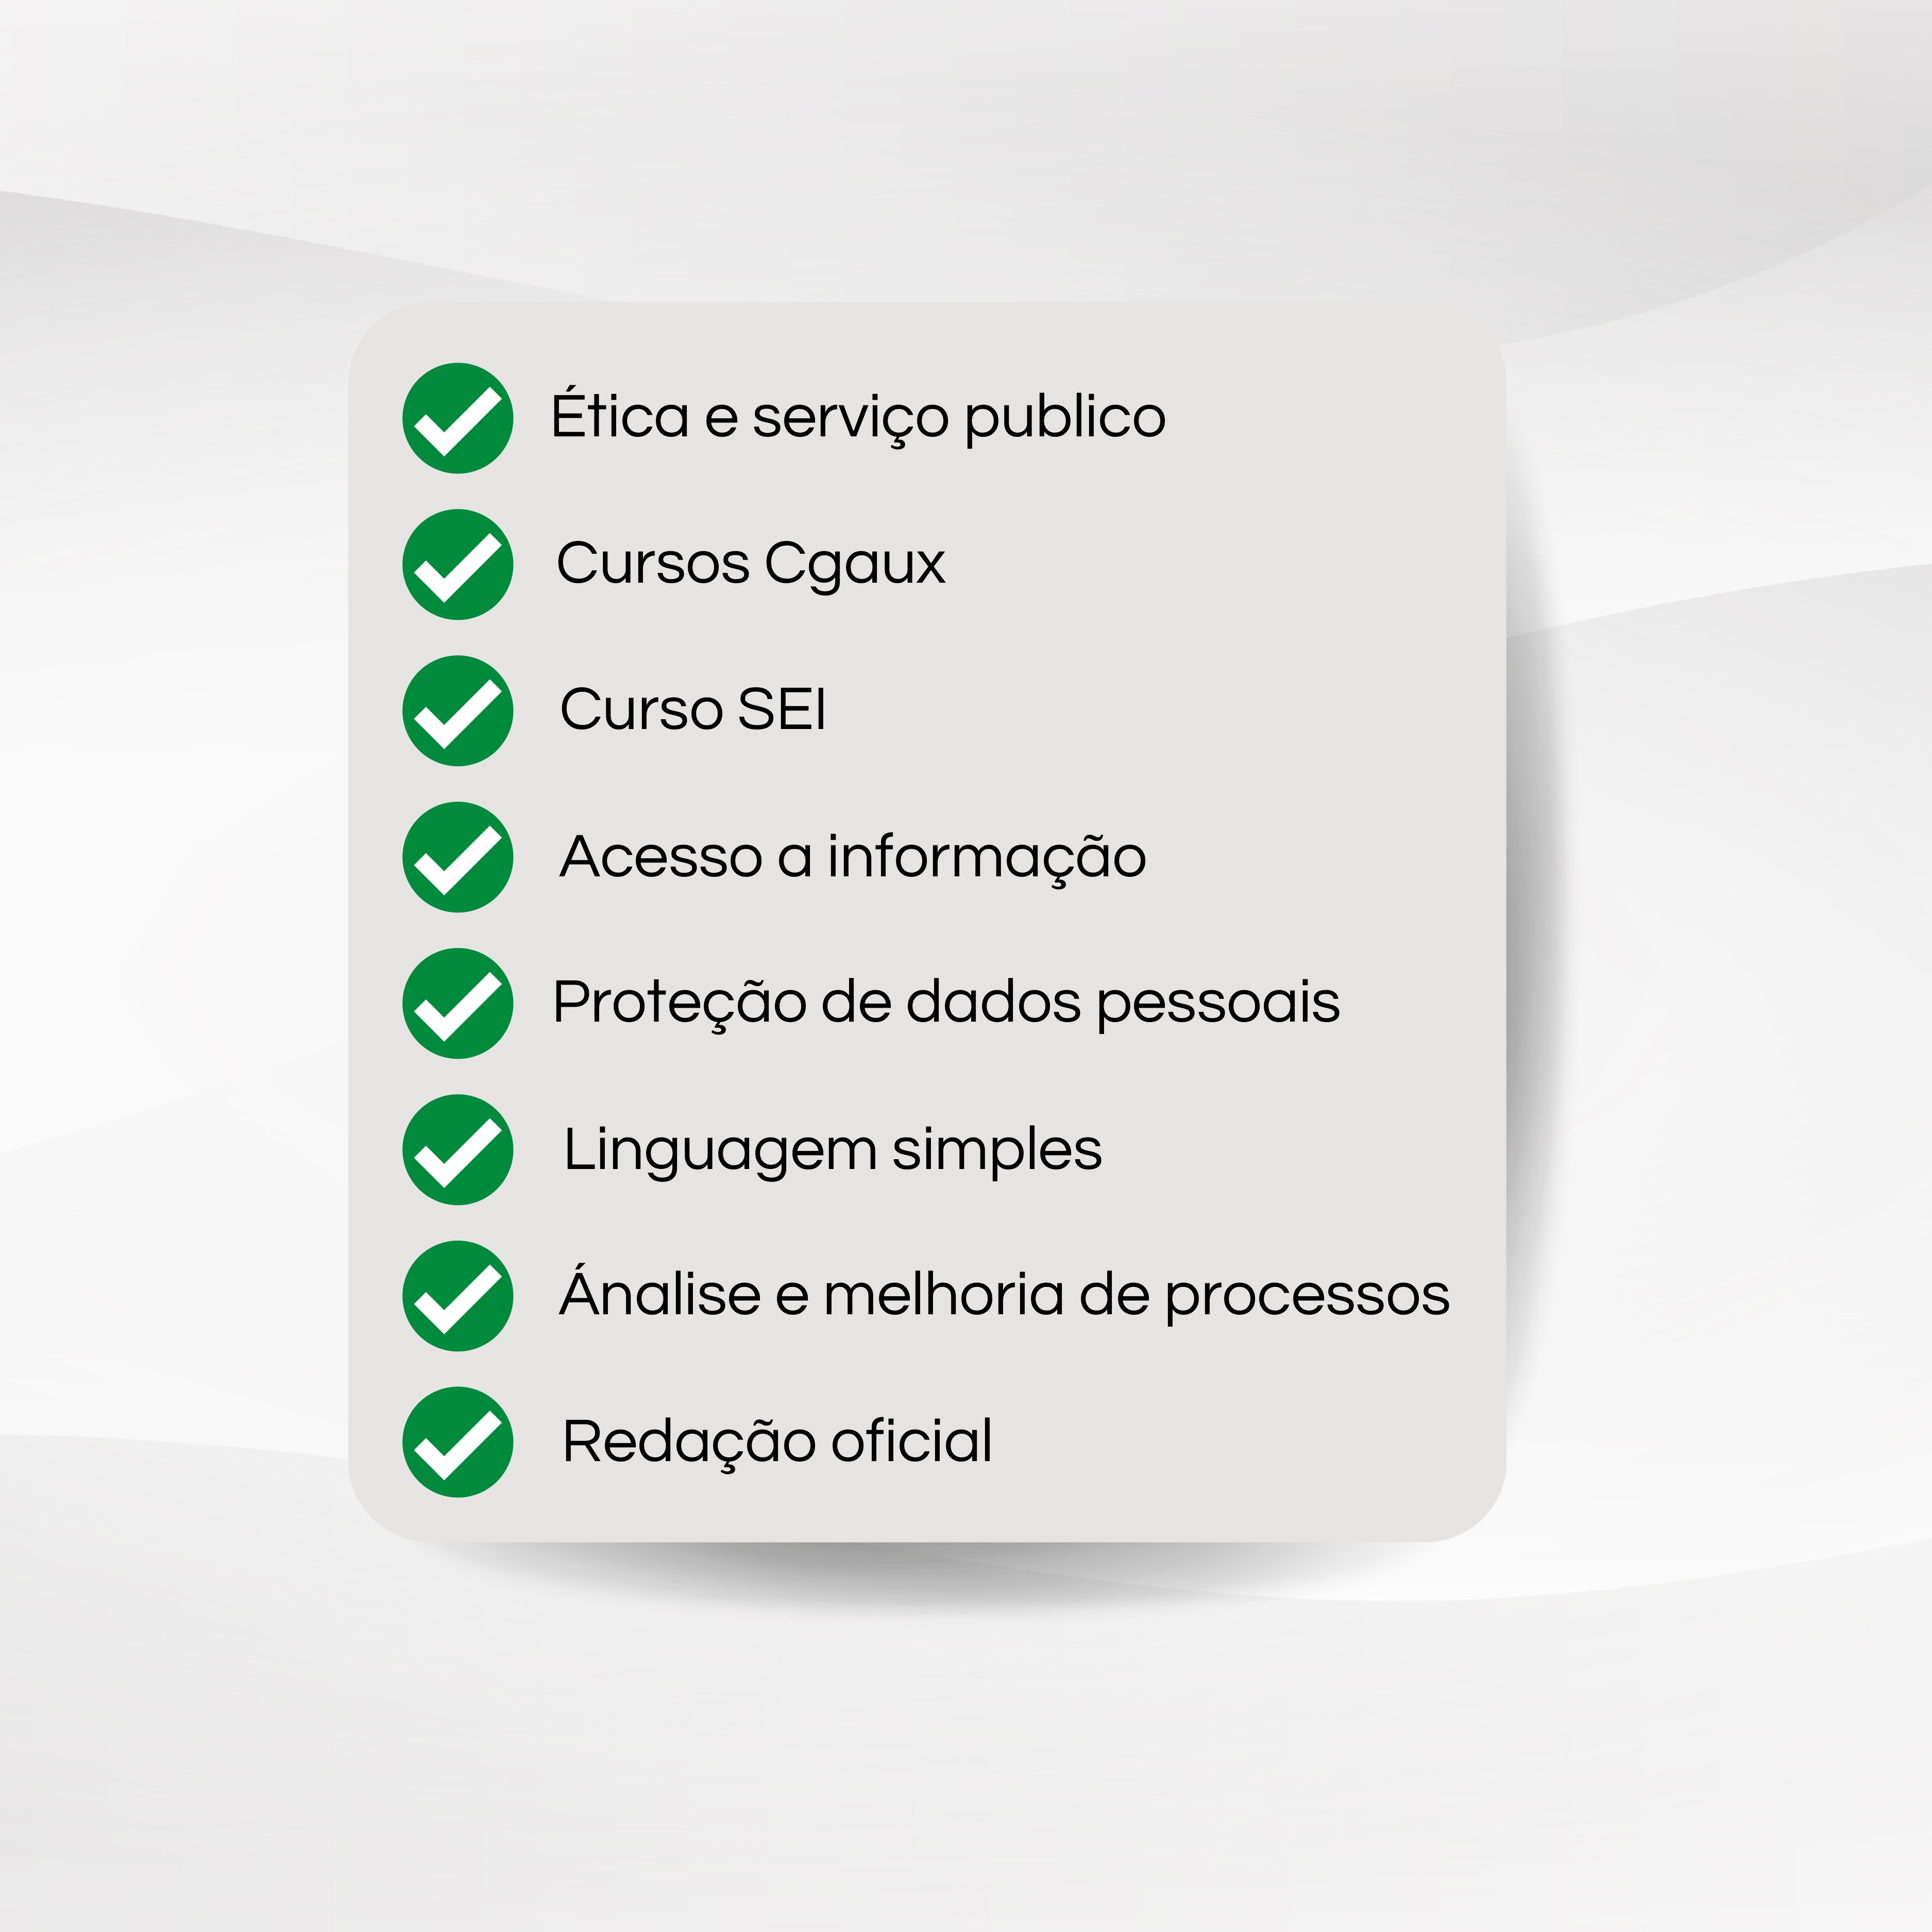 Ética e serviço publico
Cursos Cgaux
Curso SEI
Acesso a informação
Proteção de dados pessoais
Linguagem simples
Ánalise e melhoria de processos
Redação oficial